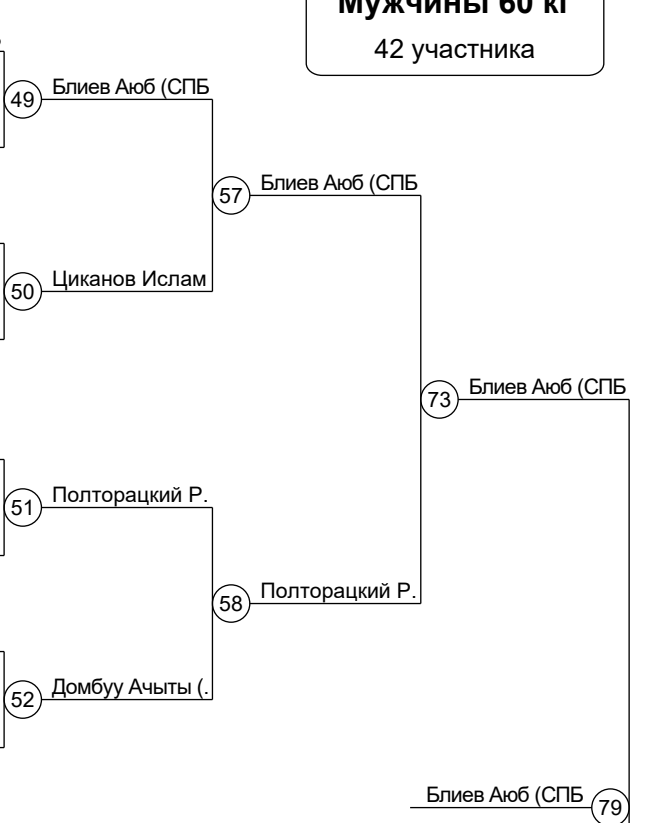 Мужчины 60 кг
42 участника
49 Блиев Аюб (СПБ
57 Блиев Аюб (СПБ
50 Циканов Ислам
73 Блиев Аюб (СПБ
51 Полторацкий Р.
58 Полторацкий Р.
52 Домбуу Ачыты (.
Блиев Аюб (СПБ 79